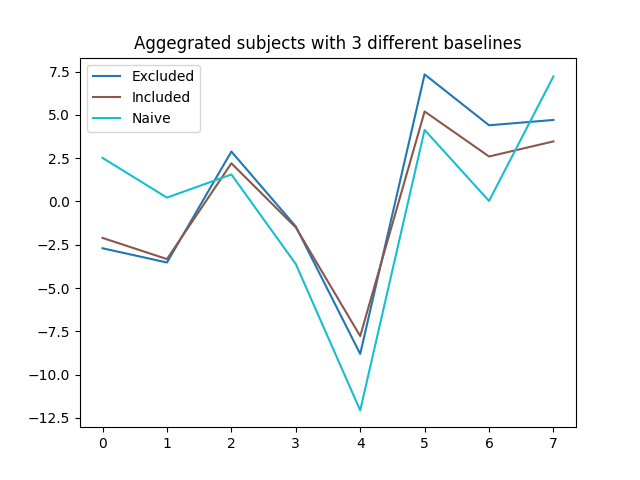 Aggegrated subjects with 3 different baselines
Excluded
Included
Naive
7.5
5.0
2.5
0.0
−2.5
−5.0
−7.5
−10.0
−12.5
0 1 2 3 4 5 6 7